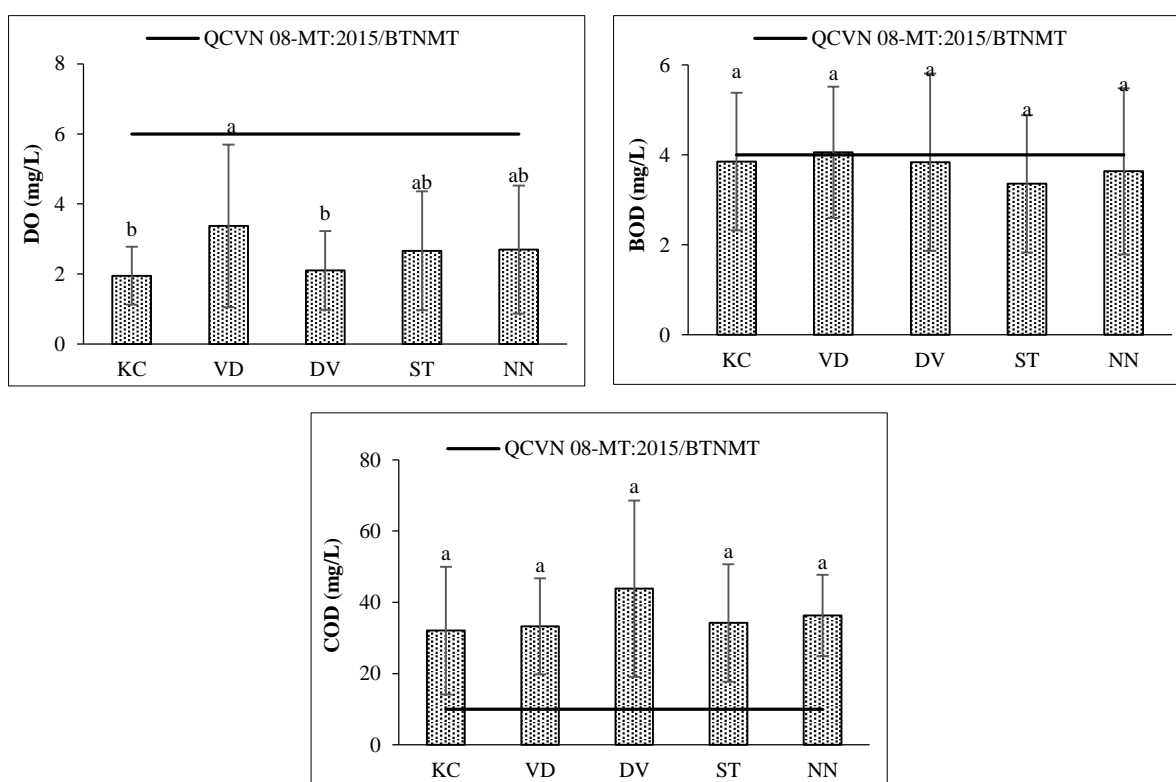 QCVN 08-MT:2015/BTNMT
8
6
4
2
0
DO (mg/L)
b
a
b
ab
ab
KC VD DV ST NN
QCVN 08-MT:2015/BTNMT
6
4
2
0
BOD (mg/L)
a
a
a
a
a
KC VD DV ST NN
QCVN 08-MT:2015/BTNMT
80
60
40
20
0
COD (mg/L)
a
a
a
a
a
KC VD DV ST NN